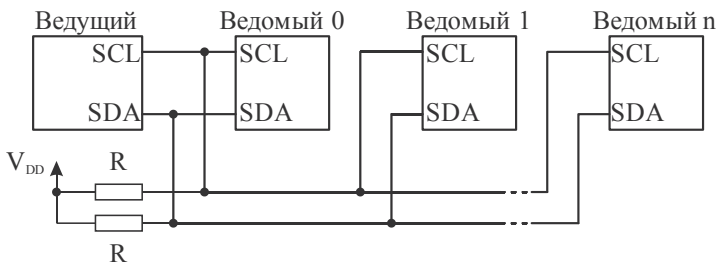 Ведущий Ведомый 0 Ведомый 1 Ведомый n
SCL SCL SCL SCL
SDA SDA SDA SDA
V_DD R
R